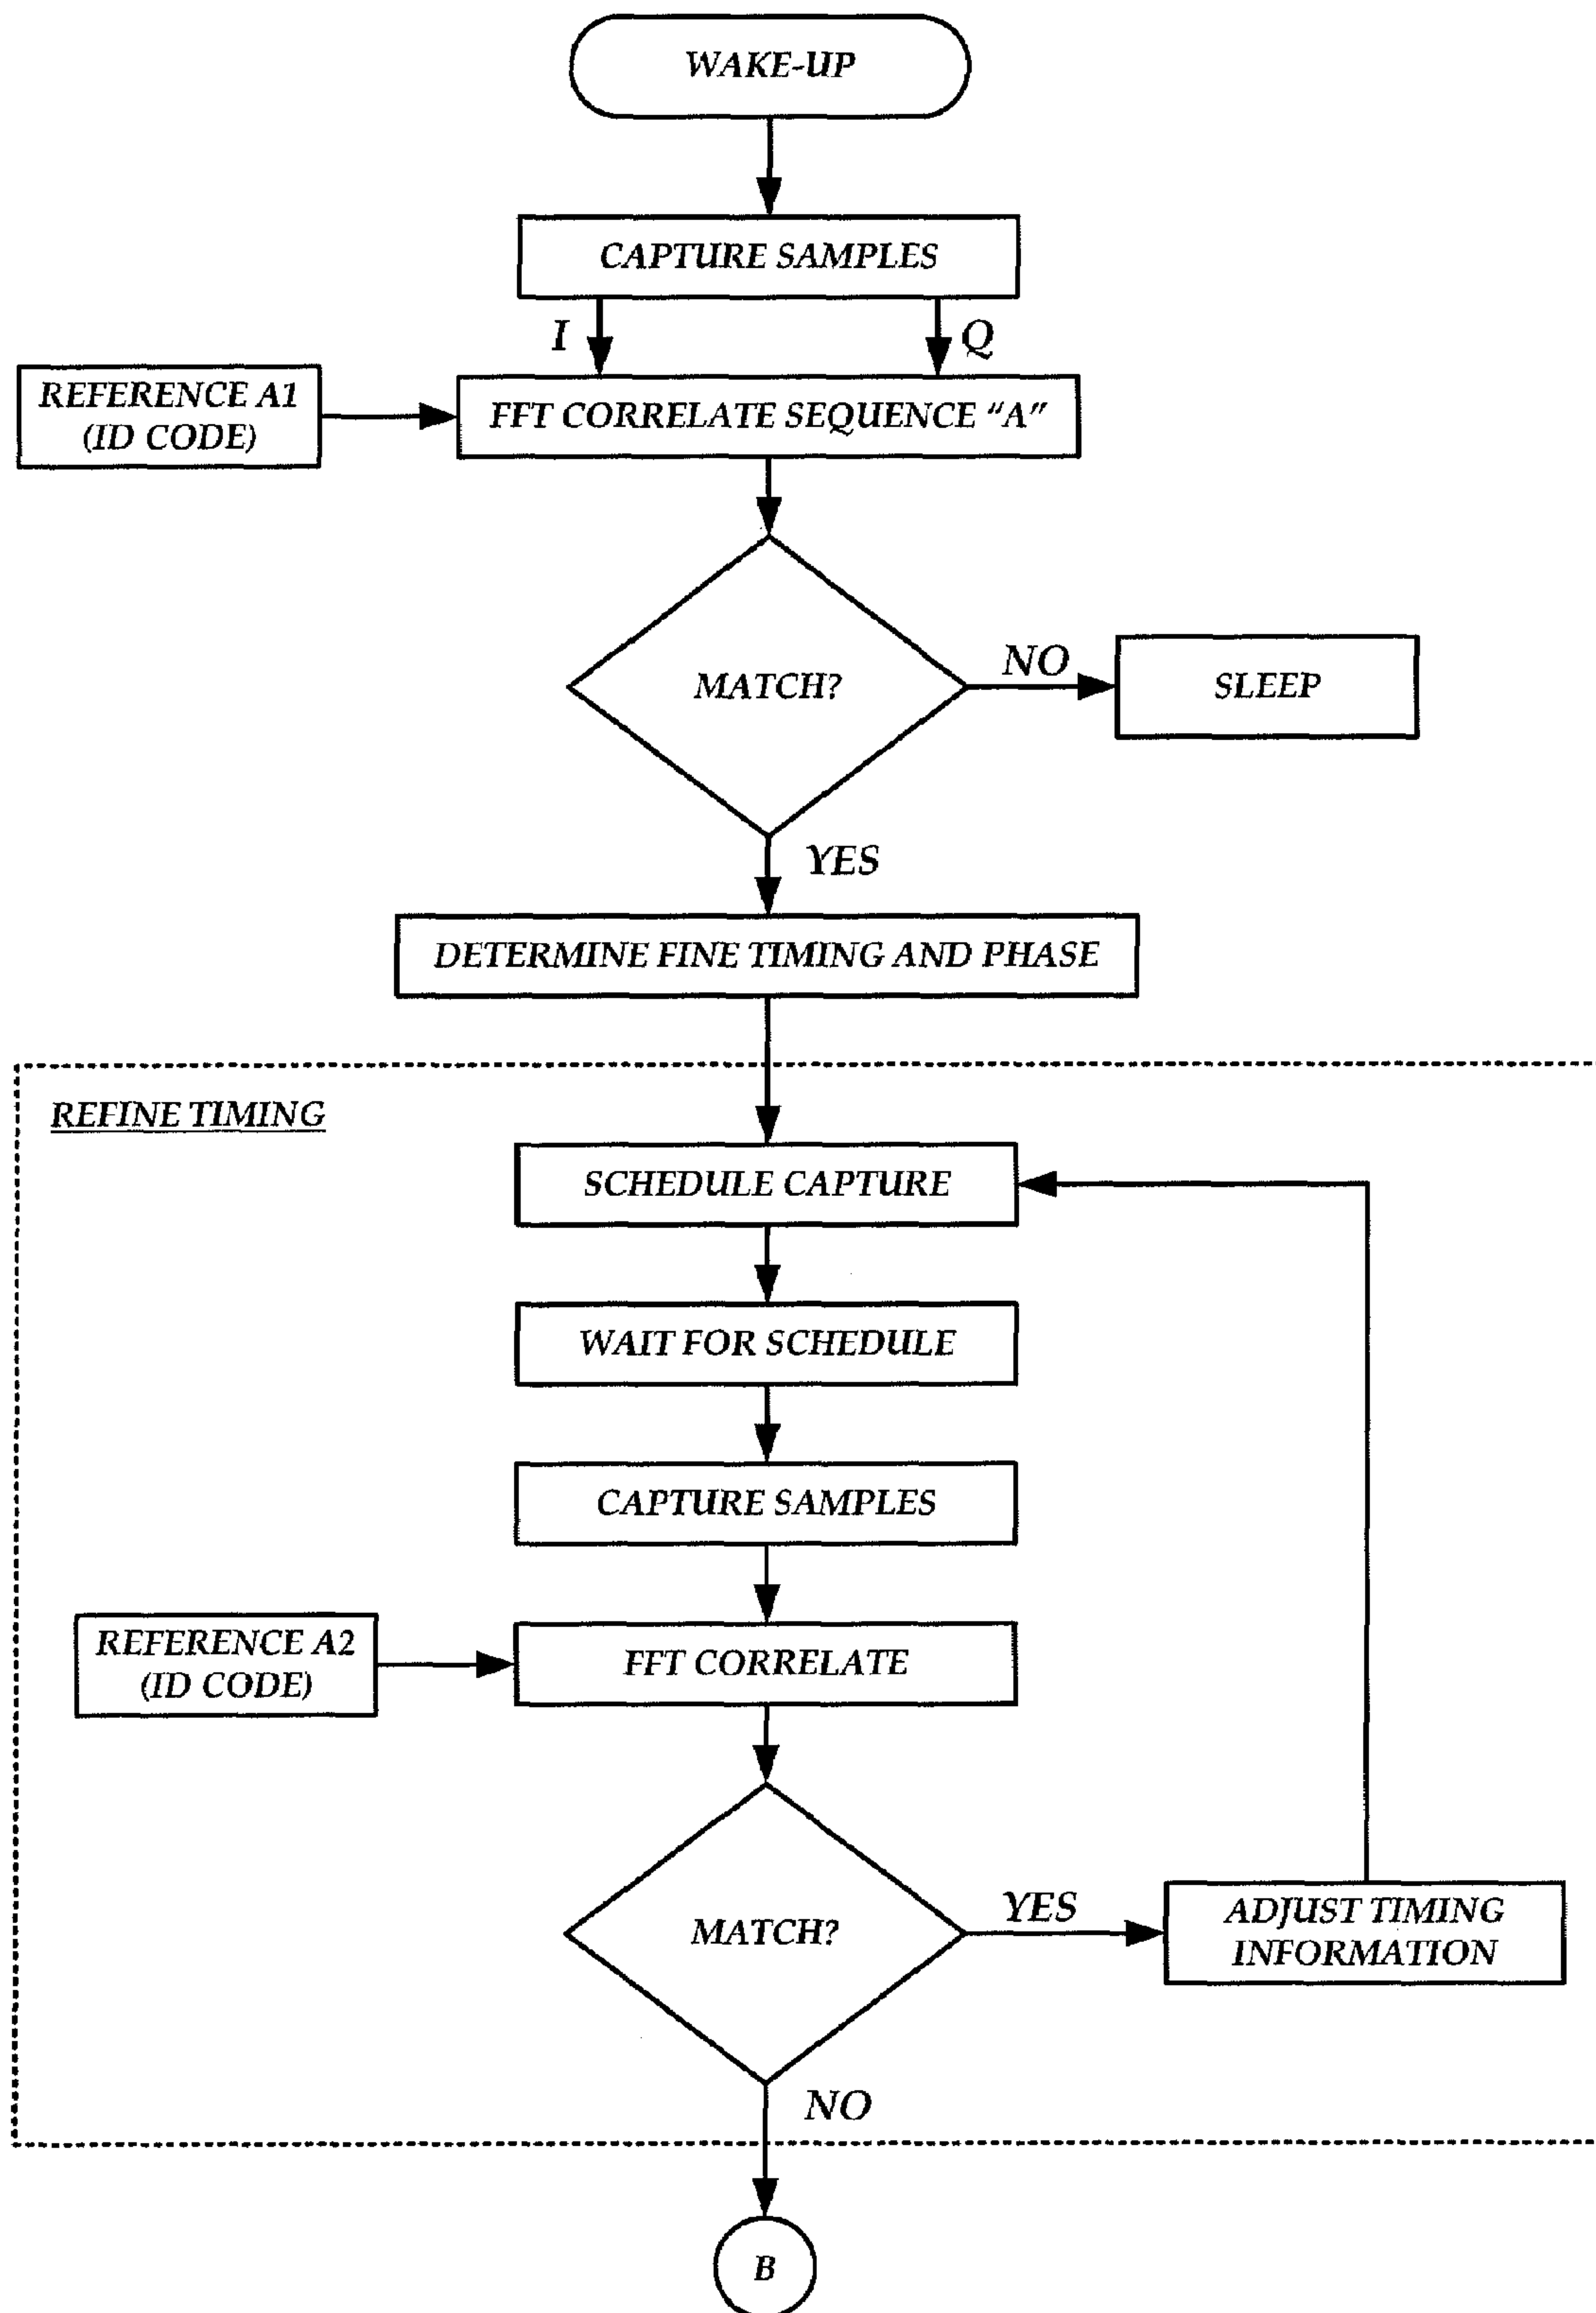 WAKE-UP
CAPTURE SAMPLES
I
Q
REFERENCE A1
(ID CODE)
FFT CORRELATE SEQUENCE “A”
MATCH?
NO
SLEEP
YES
DETERMINE FINE TIMING AND PHASE
REFINE TIMING
SCHEDULE CAPTURE
WAIT FOR SCHEDULE
CAPTURE SAMPLES
REFERENCE A2
(ID CODE)
FFT CORRELATE
MATCH?
YES
ADJUST TIMING
INFORMATION
NO
B